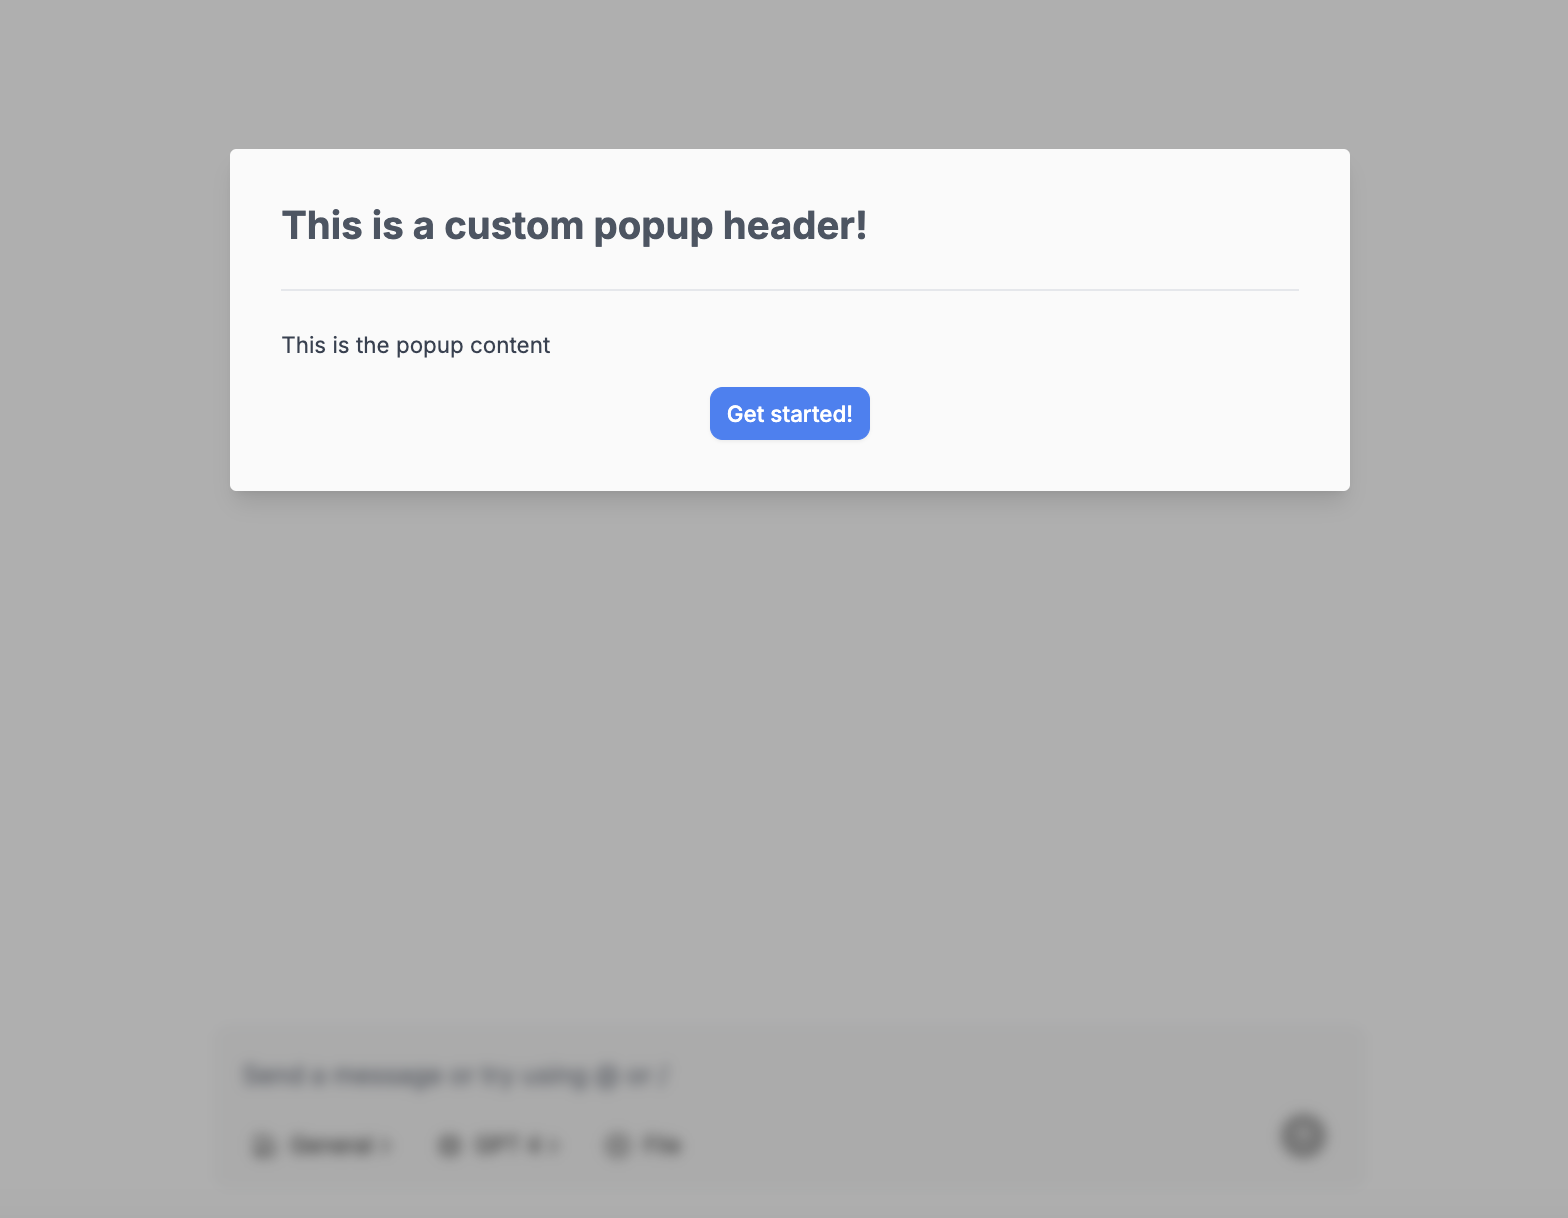 This is a custom popup header!
This is the popup content
Get started!
Send a message or try using @ or /
General
GPT 4
File